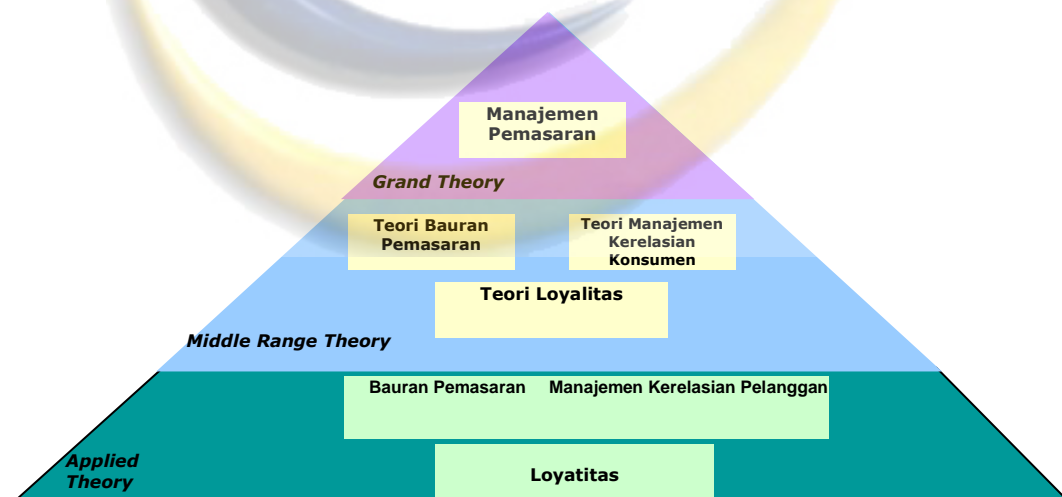 Manajemen
Pemasaran
Grand Theory
Teori Bauran
Pemasaran
Teori Manajemen
Kerelasian
Konsumen
Teori Loyalitas
Middle Range Theory
Bauran Pemasaran Manajemen Kerelasian Pelanggan
Applied
Theory
Loyatitas